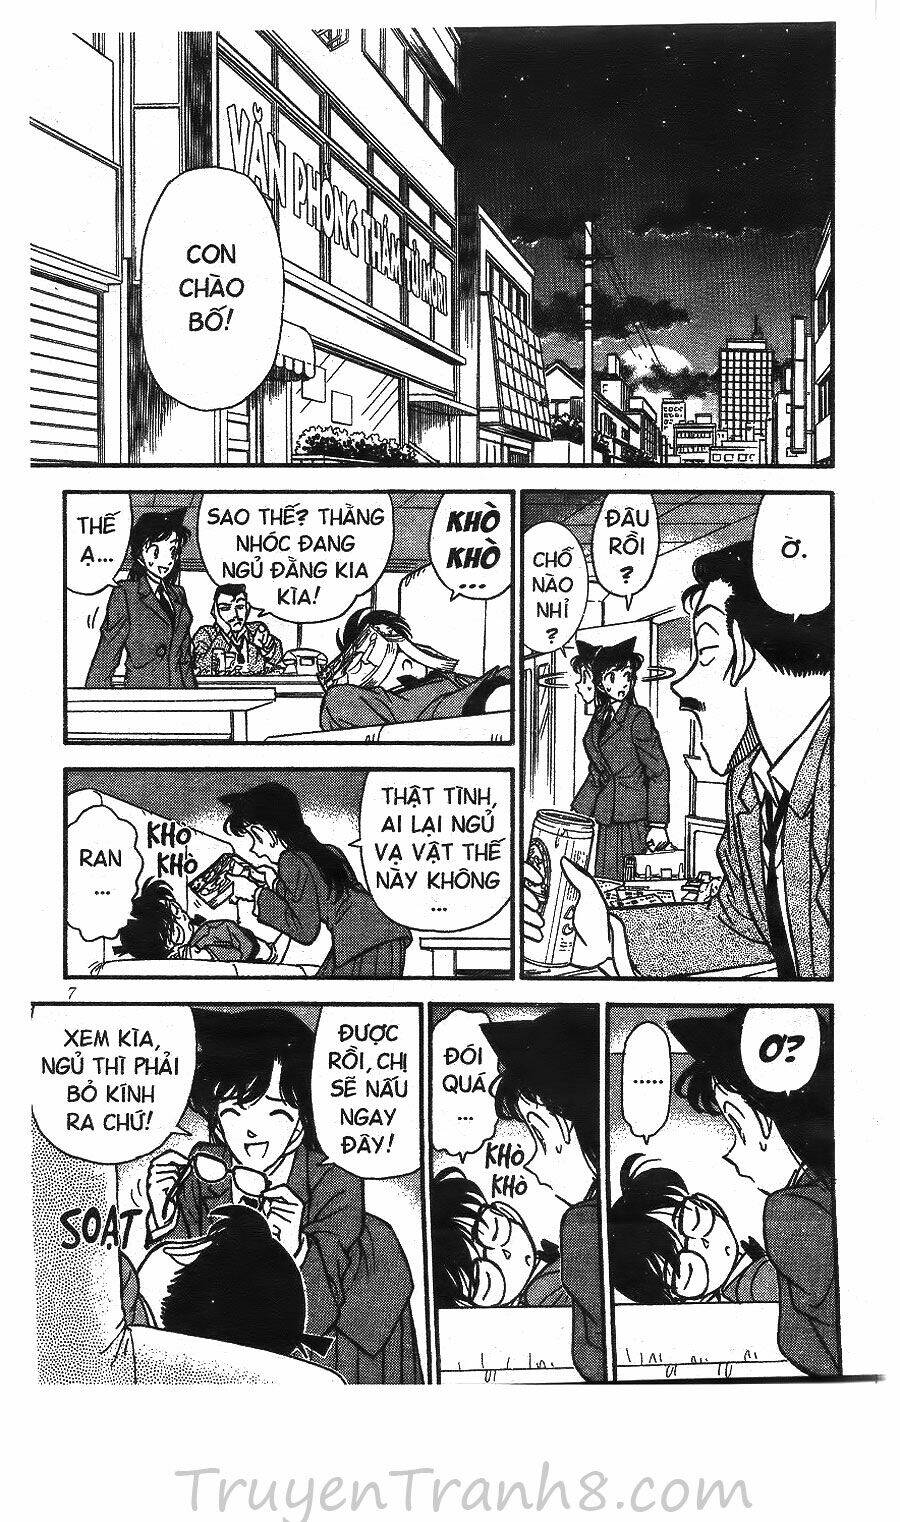 VĂN PHÒNG THÁM TỬ MORI
CON
CHÀO
BỐ!
Ờ.
ĐÂU
RỒI
?
CHỖ
NÀO
NHỈ
?
KHÒ
KHÒ
...
SAO THẾ? THẰNG
NHÓC ĐANG
NGỦ ĐẰNG KIA
KÌA!
THẾ
Ạ...
THẬT TÌNH,
AI LẠI NGỦ
VẠ VẬT THẾ
NÀY KHÔNG
...
KHÒ
KHÒ
RAN
...
7
Ơ?
......
ĐÓI
QUÁ
...
KHÒ
KHÒ
ĐƯỢC
RỒI, CHỊ
SẼ NẤU
NGAY
ĐÂY!
XEM KÌA,
NGỦ THÌ PHẢI
BỎ KÍNH
RA CHỨ!
SOẠT
TruyenTranh8.com